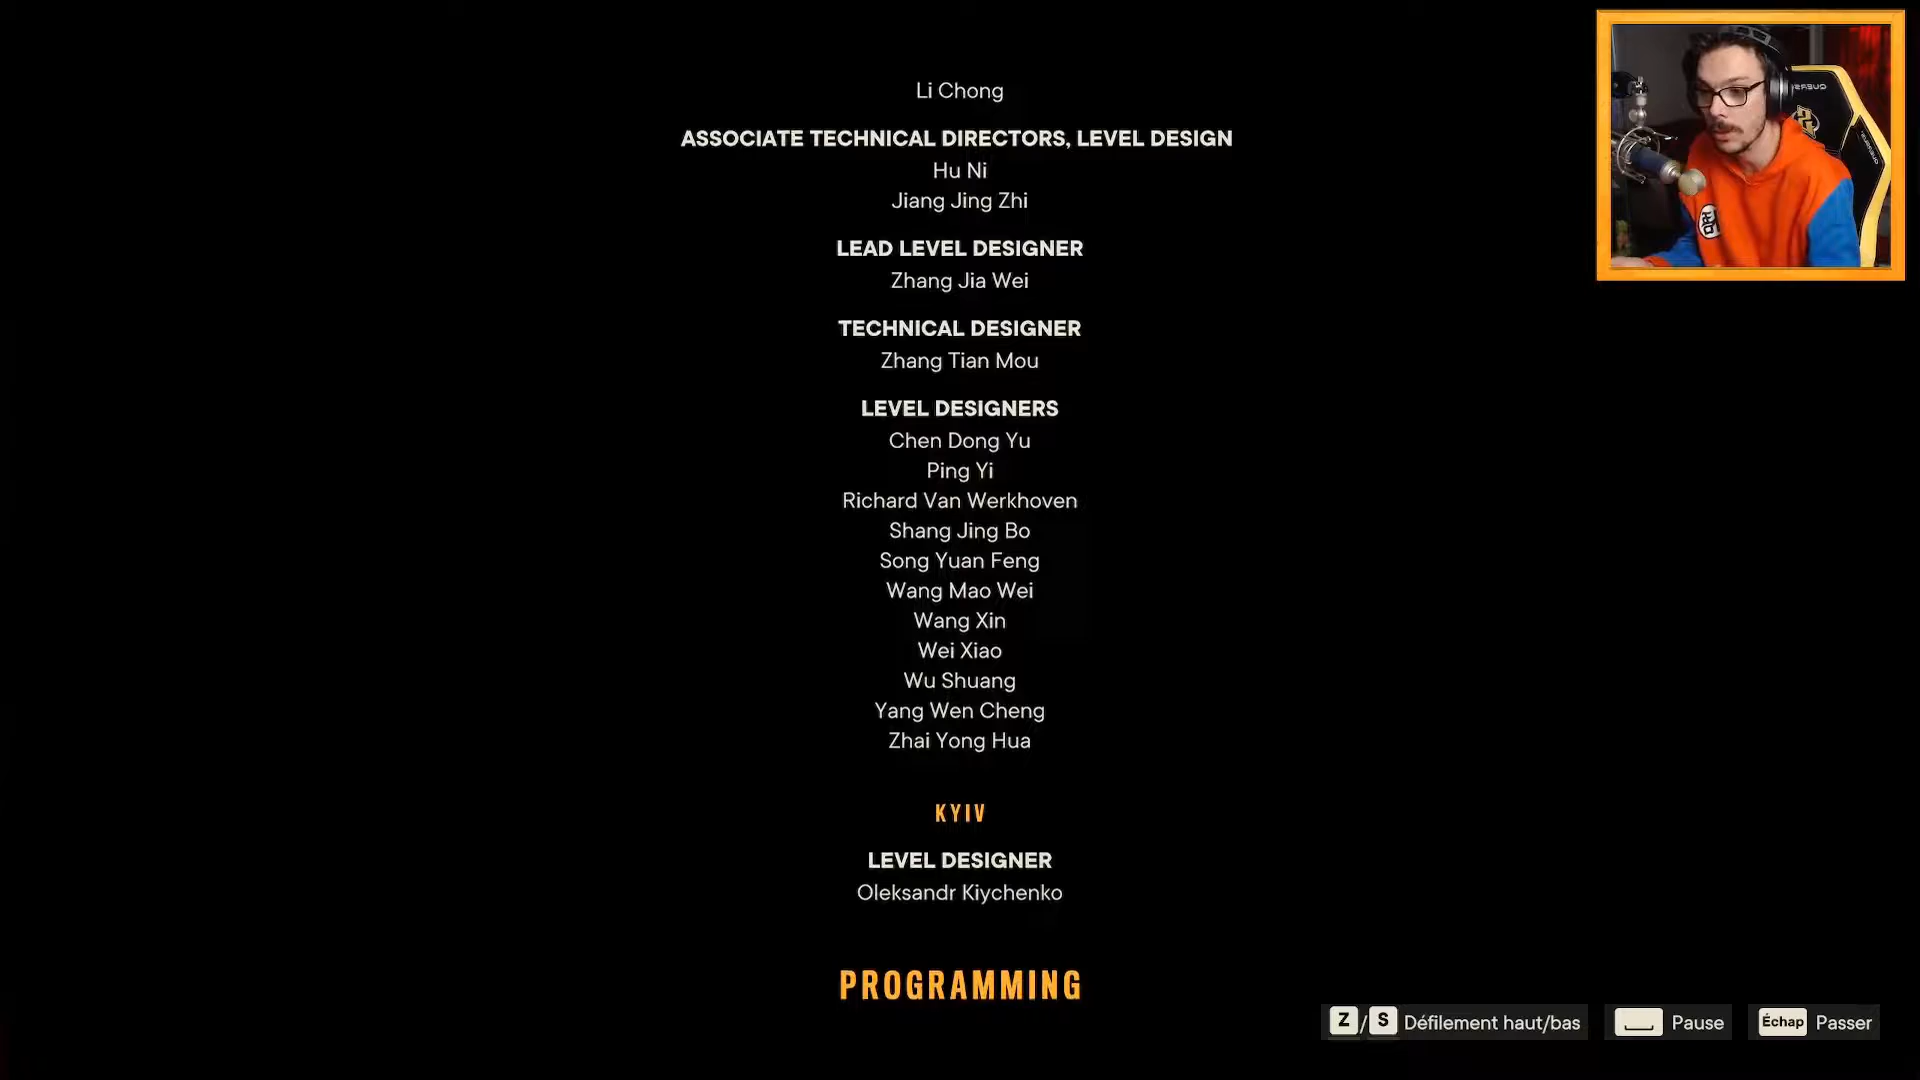 Li Chong
ASSOCIATE TECHNICAL DIRECTORS, LEVEL DESIGN
Hu Ni
Jiang Jing Zhi
LEAD LEVEL DESIGNER
Zhang Jia Wei
TECHNICAL DESIGNER
Zhang Tian Mou
LEVEL DESIGNERS
Chen Dong Yu
Ping Yi
Richard Van Werkhoven
Shang Jing Bo
Song Yuan Feng
Wang Mao Wei
Wang Xin
Wei Xiao
Wu Shuang
Yang Wen Cheng
Zhai Yong Hua
KYIV
LEVEL DESIGNER
Oleksandr Kiychenko
PROGRAMMING
Z/S Défilement haut/bas Pause Échap Passer